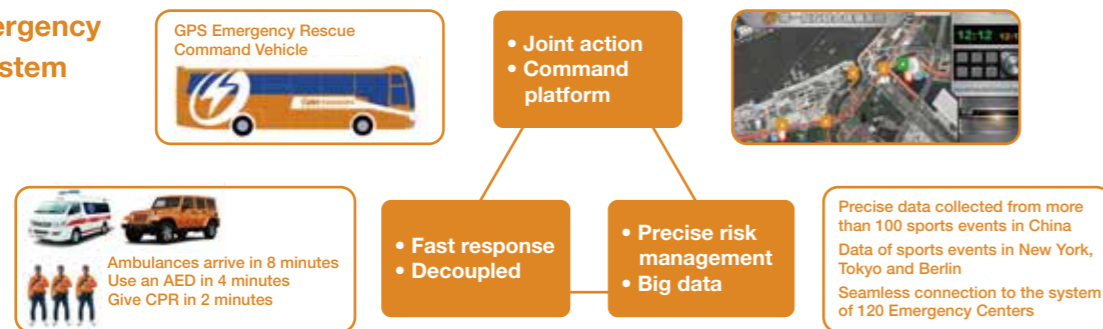 ergency
stem
GPS Emergency Rescue
Command Vehicle
• Joint action
• Command
platform
12:12
Ambulances arrive in 8 minutes
Use an AED in 4 minutes
Give CPR in 2 minutes
• Fast response
• Decoupled
• Precise risk
management
• Big data
Precise data collected from more
than 100 sports events in China
Data of sports events in New York,
Tokyo and Berlin
Seamless connection to the system
of 120 Emergency Centers